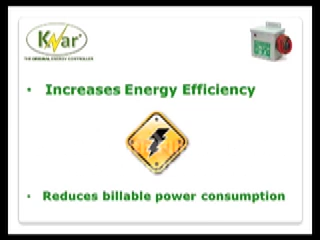 KVar®
THE ORIGINAL ENERGY CONTROLLER
• Increases Energy Efficiency
• Reduces billable power consumption